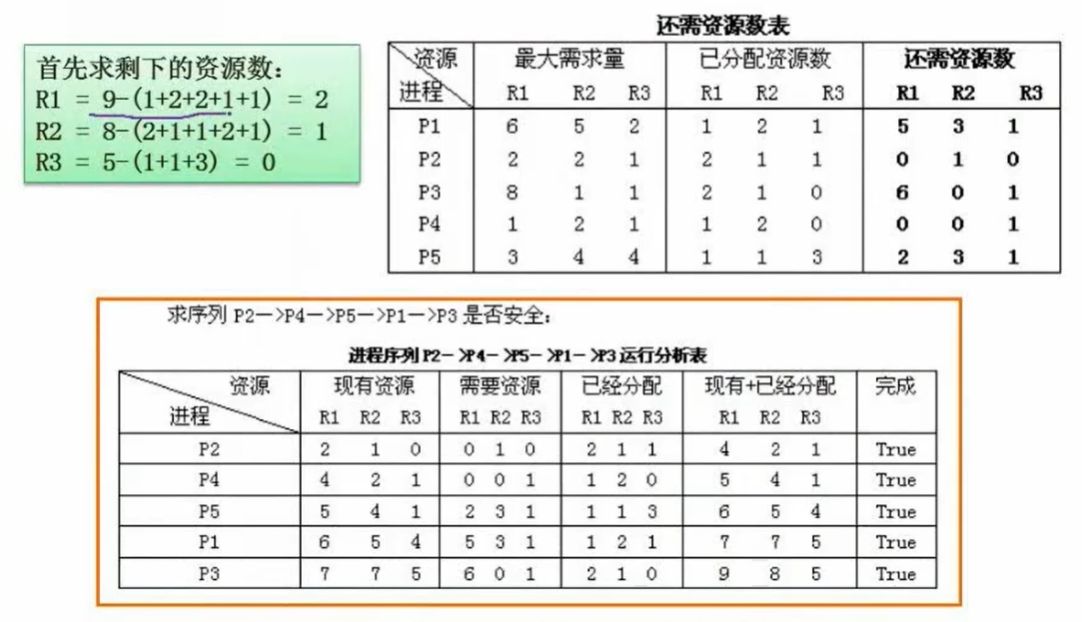 首先求剩下的资源数:
R1 = 9-(1+2+2+1+1) = 2
R2 = 8-(2+1+1+2+1) = 1
R3 = 5-(1+1+3) = 0
还需资源数表
资源 最大需求量 已分配资源数 还需资源数
进程 R1 R2 R3 R1 R2 R3 R1 R2 R3
P1 6 5 2 1 2 1 5 3 1
P2 2 2 1 2 1 1 0 1 0
P3 8 1 1 2 1 0 6 0 1
P4 1 2 1 1 2 0 0 0 1
P5 3 4 4 1 1 3 2 3 1
求序列 P2—>P4—>P5—>P1—>P3 是否安全:
进程序列P2—>P4—>P5—>P1—>P3运行分析表
资源 现有资源 需要资源 已经分配 现有+已经分配 完成
进程 R1 R2 R3 R1 R2 R3 R1 R2 R3 R1 R2 R3
P2 2 1 0 0 1 0 2 1 1 4 2 1 True
P4 4 2 1 0 0 1 1 2 0 5 4 1 True
P5 5 4 1 2 3 1 1 1 3 6 5 4 True
P1 6 5 4 5 3 1 1 2 1 7 7 5 True
P3 7 7 5 6 0 1 2 1 0 9 8 5 True